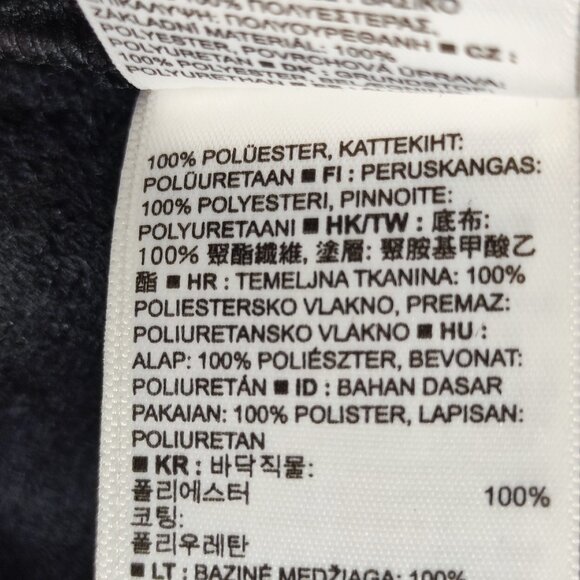 100% ΠΟΛΥΕΣΤΕΡΑΣ,
ΕΠΙΚΑΛΥΨΗ: ΠΟΛΥΟΥΡΕΘΑΝΗ ■ CZ :
ZÁKLADNÍ MATERIÁL: 100%
POLYESTER, POVRCHOVÁ ÚPRAVA:
POLYURETAN ■ DK :
100% POLYESTER
100% POLÜESTER, KATTEKIHT:
POLÜURETAAN ■ FI : PERUSKANGAS:
100% POLYESTERI, PINNOITE:
POLYURETAANI ■ HK/TW : 底布:
100% 聚酯纖維, 塗層: 聚胺基甲酸乙
酯 ■ HR : TEMELJNA TKANINA: 100%
POLIESTERSKO VLAKNO, PREMAZ:
POLIURETANSKO VLAKNO ■ HU :
ALAP: 100% POLIÉSZTER, BEVONAT:
POLIURETÁN ■ ID : BAHAN DASAR
PAKAIAN: 100% POLISTER, LAPISAN:
POLIURETAN
■ KR : 바닥직물:
폴리에스터 100%
코팅:
폴리우레탄
■ LT : BAZINĖ MEDŽIAGA: 100%